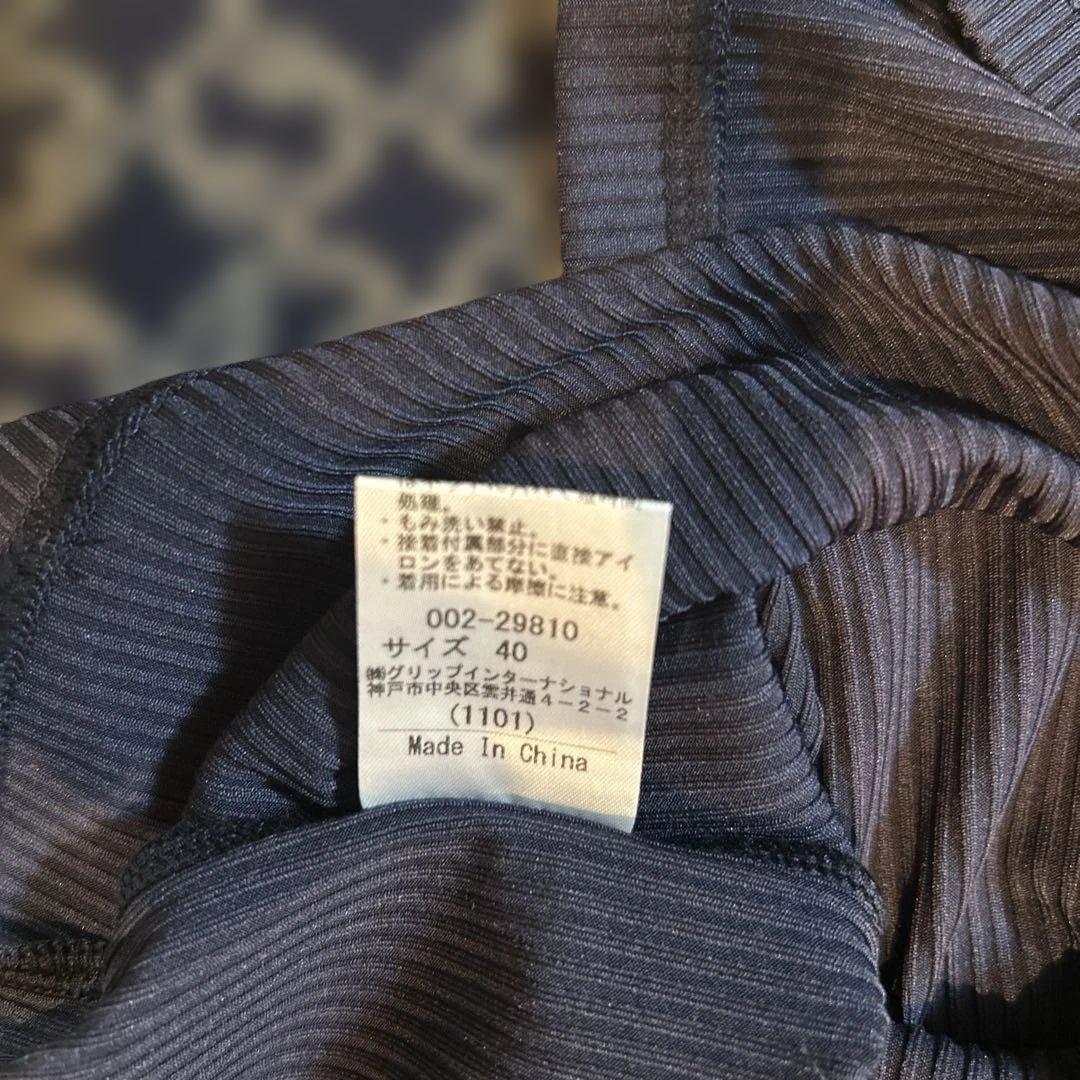 処理。
・もみ洗い禁止。
・接着付属部分に直接アイ
ロンをあてない。
・着用による摩擦に注意。
002-29810
サイズ 40
㈱グリップインターナショナル
神戸市中央区雲井通4-2-2
(1101)
Made In China